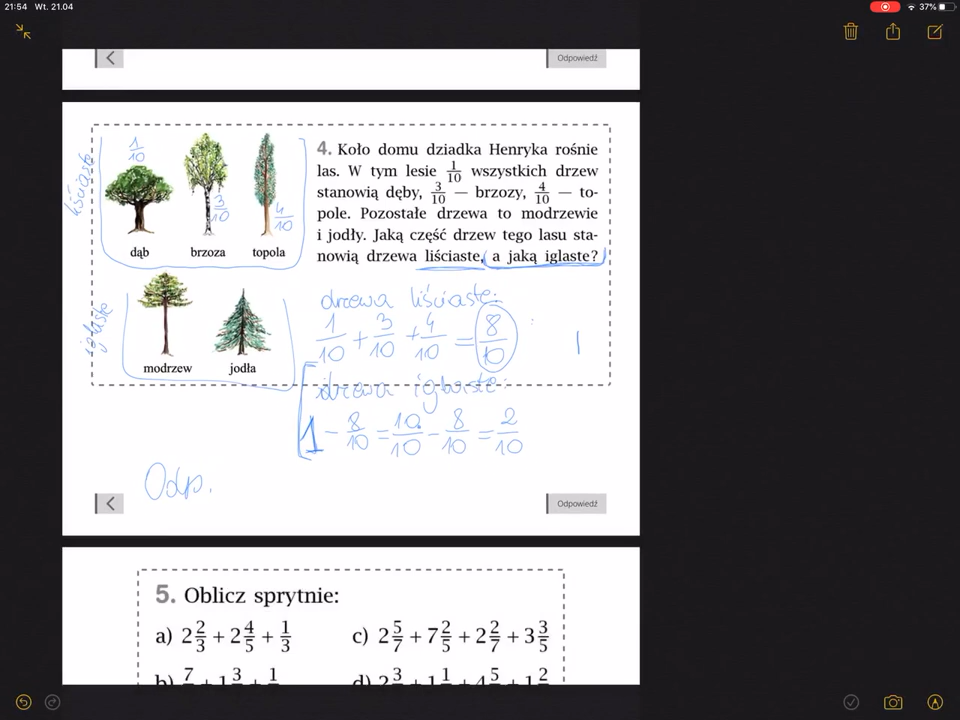 21:54 Wt. 21.04
37%
Odpowiedź
4. Koło domu dziadka Henryka rośnie
las. W tym lesie 1/10 wszystkich drzew
stanowią dęby, 3/10 — brzozy, 4/10 — to-
pole. Pozostałe drzewa to modrzewie
i jodły. Jaką część drzew tego lasu sta-
nowią drzewa liściaste, a jaką iglaste?
liściaste
1/10
3/10
4/10
dąb brzoza topola
iglaste
modrzew jodła
drzewa liściaste:
1/10 + 3/10 + 4/10 = 8/10
drzewa iglaste:
1 - 8/10 = 10/10 - 8/10 = 2/10
Odp.
Odpowiedź
5. Oblicz sprytnie:
a) 2 2/3 + 2 4/5 + 1/3 c) 2 5/7 + 7 2/5 + 2 2/7 + 3 3/5